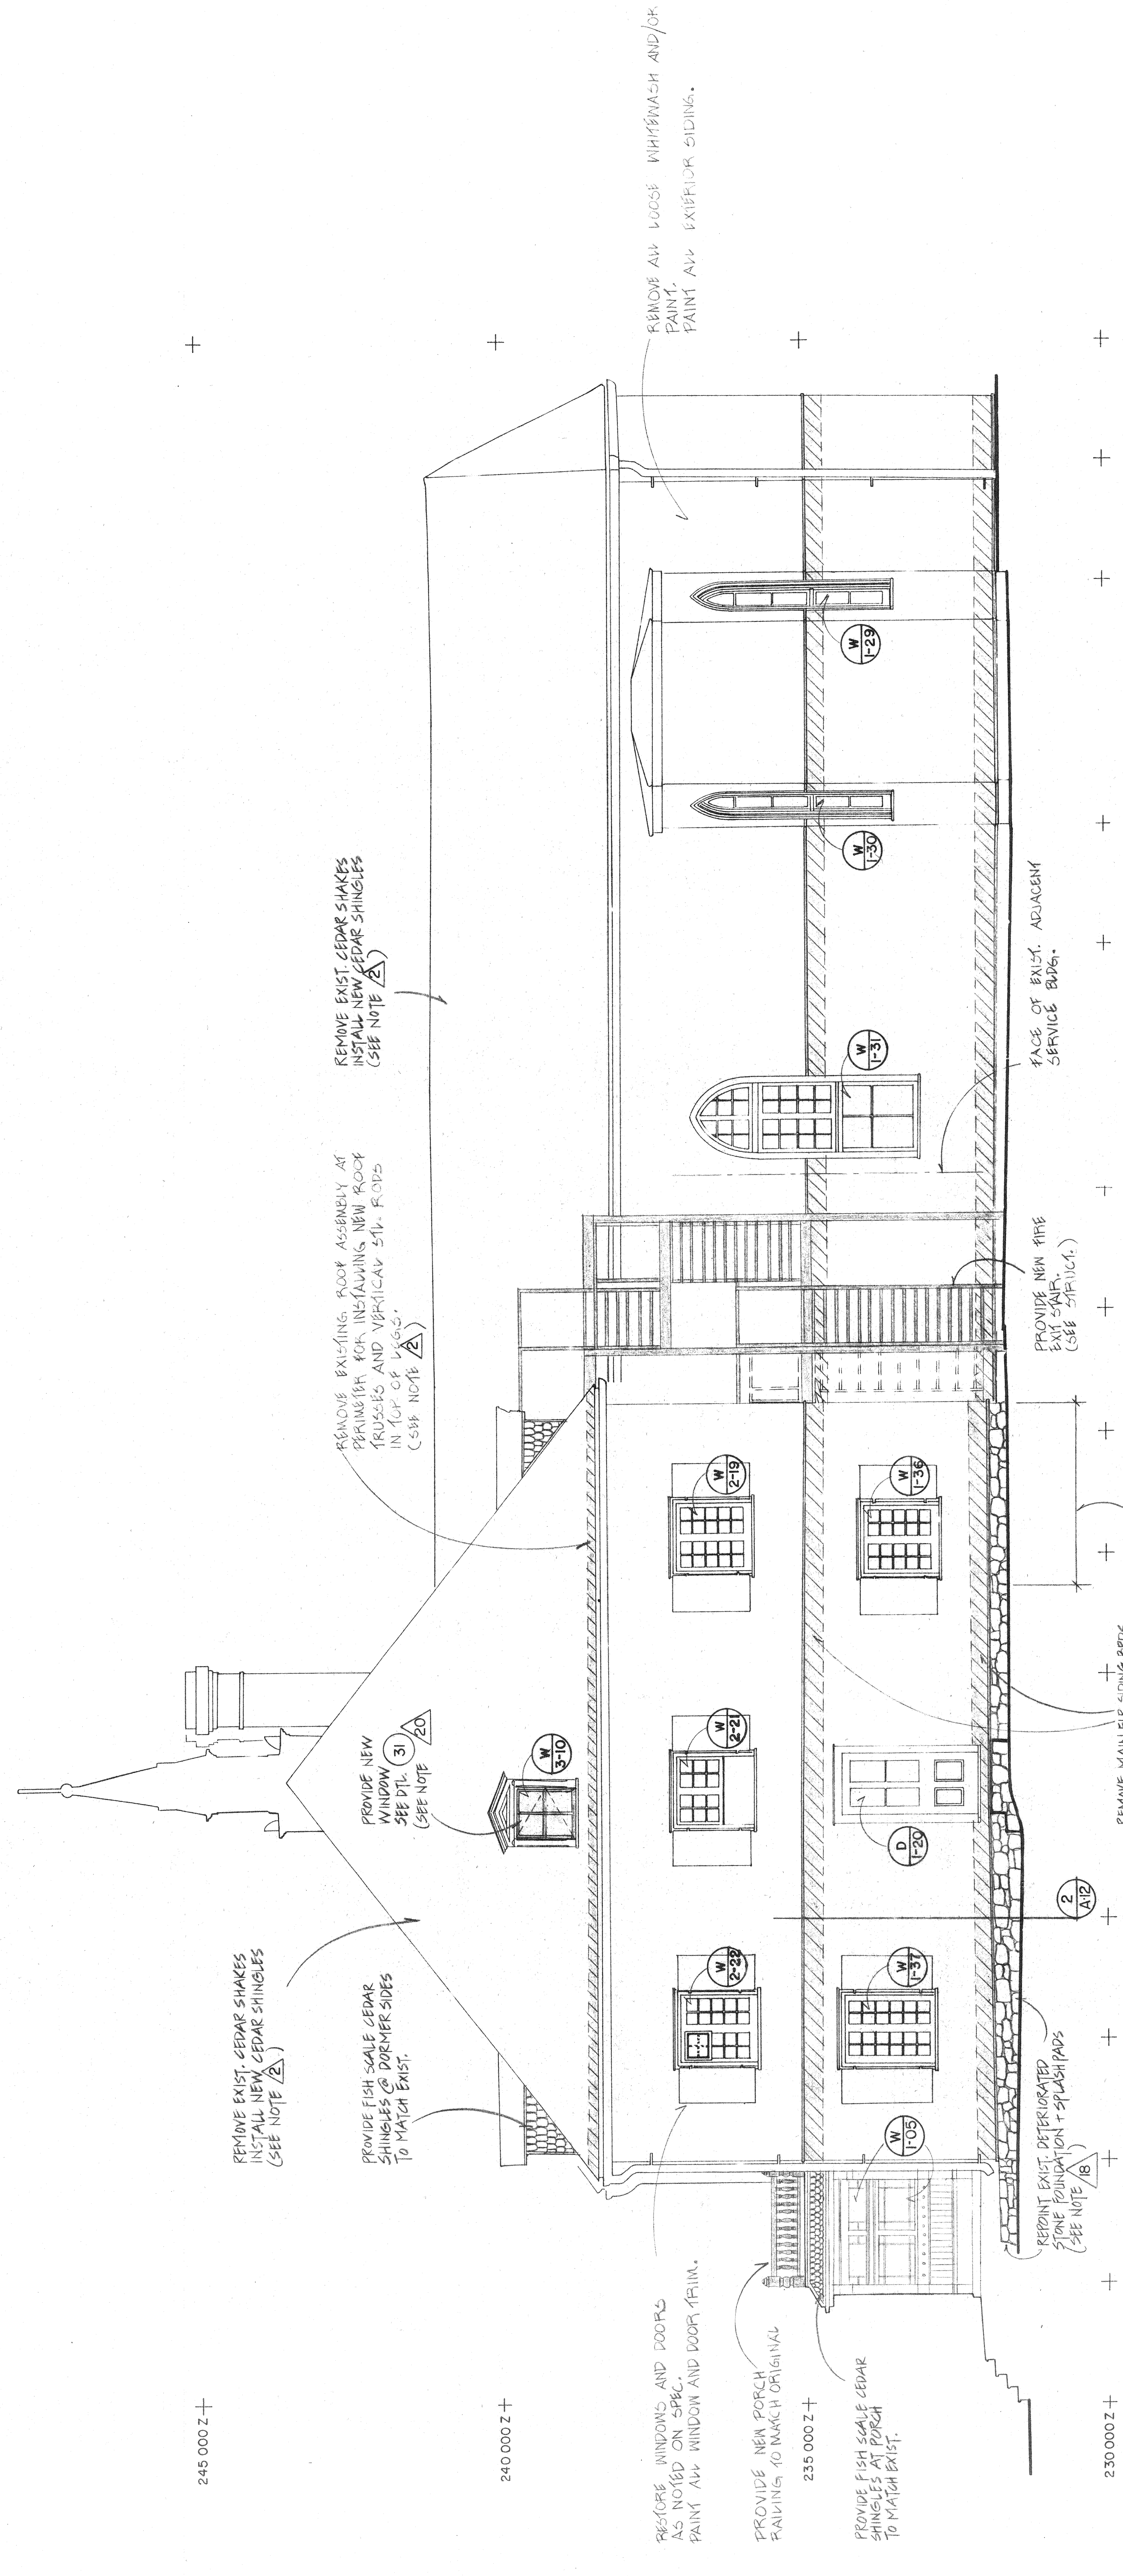 REMOVE EXIST. CEDAR SHAKES
INSTALL NEW CEDAR SHINGLES
(SEE NOTE 2)
PROVIDE FISH SCALE CEDAR
SHINGLES @ DORMER SIDES
TO MATCH EXIST.
PROVIDE NEW
WINDOW
SEE DTL. 31
(SEE NOTE 20
REMOVE EXISTING ROOF ASSEMBLY AT
PERIMETER FOR INSTALLING NEW ROOF
TRUSSES AND VERTICAL STL. RODS
IN TOP OF LOGS.
(SEE NOTE 2)
REMOVE EXIST. CEDAR SHAKES
INSTALL NEW CEDAR SHINGLES
(SEE NOTE 2)
REMOVE ALL LOOSE WHITEWASH AND/OR
PAINT.
PAINT ALL EXTERIOR SIDING.
245 000 Z
240 000 Z
235 000 Z
230 000 Z
RESTORE WINDOWS AND DOORS
AS NOTED ON SPEC.
PAINT ALL WINDOW AND DOOR TRIM.
PROVIDE NEW PORCH
RAILING TO MATCH ORIGINAL
PROVIDE FISH SCALE CEDAR
SHINGLES AT PORCH
TO MATCH EXIST.
W
3-10
W
2-22
W
2-21
W
2-19
W
1-05
W
1-37
D
1-20
W
1-36
W
1-31
W
1-30
W
1-29
2
A-12
REPOINT EXIST. DETERIORATED
STONE FOUNDATION + SPLASHPADS
(SEE NOTE 18)
PROVIDE NEW FIRE
EXIT STAIR.
(SEE STRUCT.)
FACE OF EXIST. ADJACENT
SERVICE BLDG.